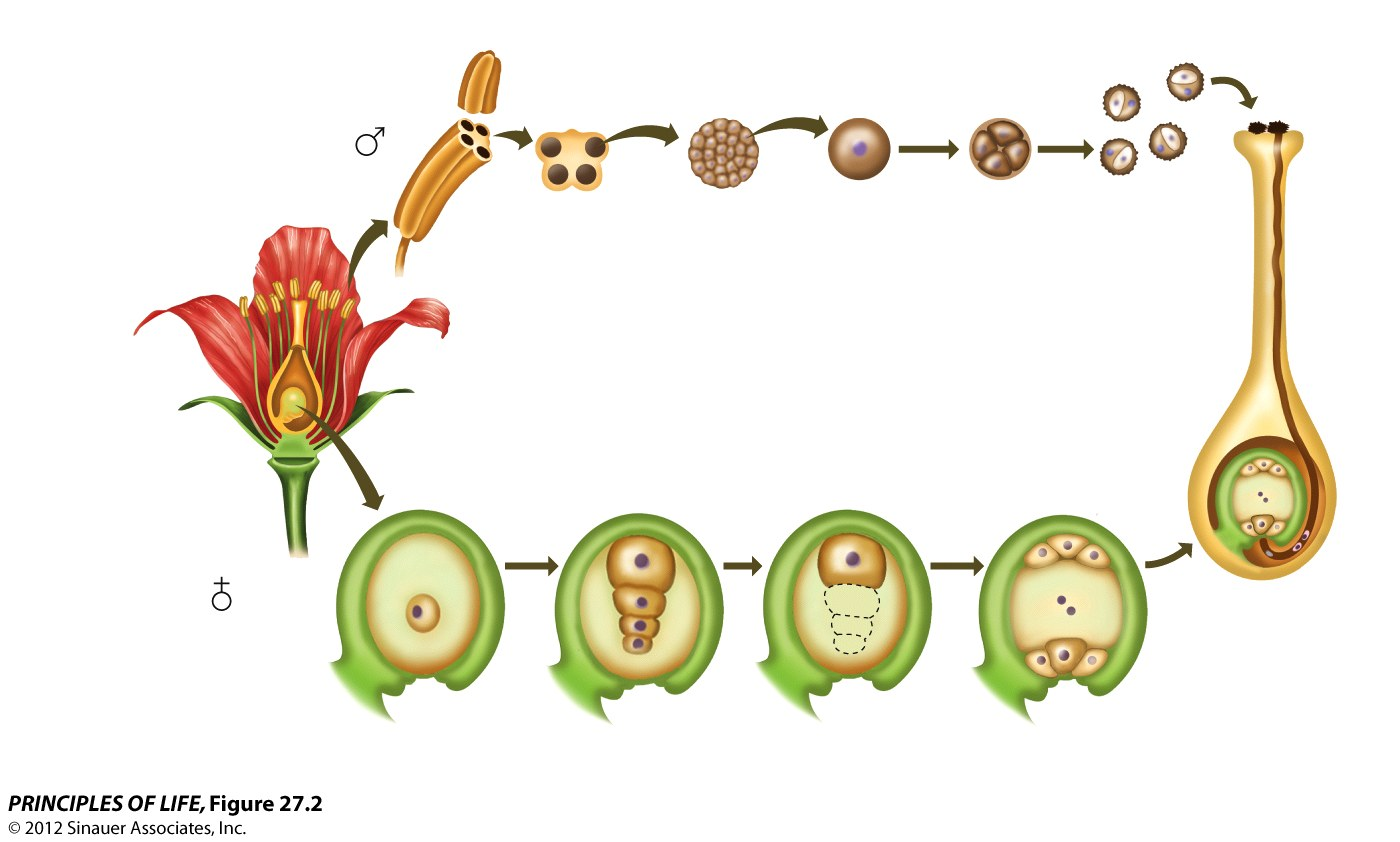 ♂
♀
PRINCIPLES OF LIFE, Figure 27.2
© 2012 Sinauer Associates, Inc.